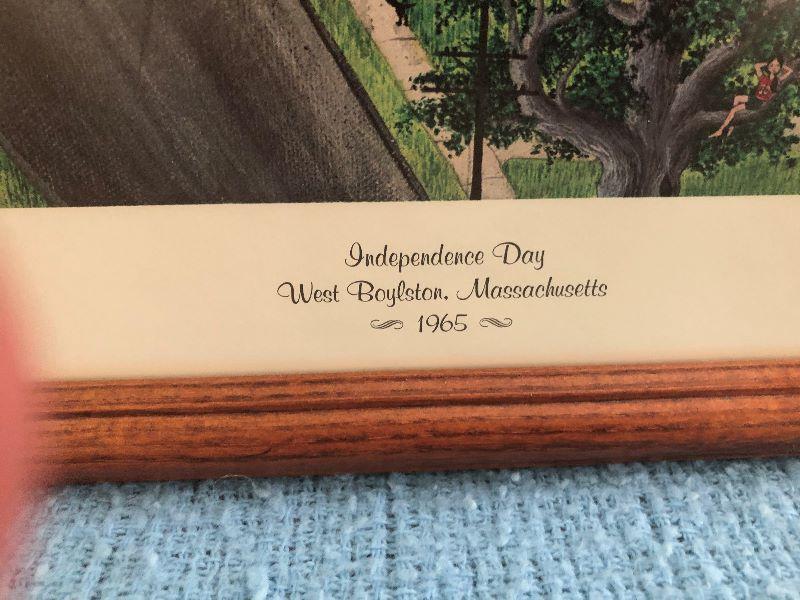 Independence Day
West Boylston, Massachusetts
1965